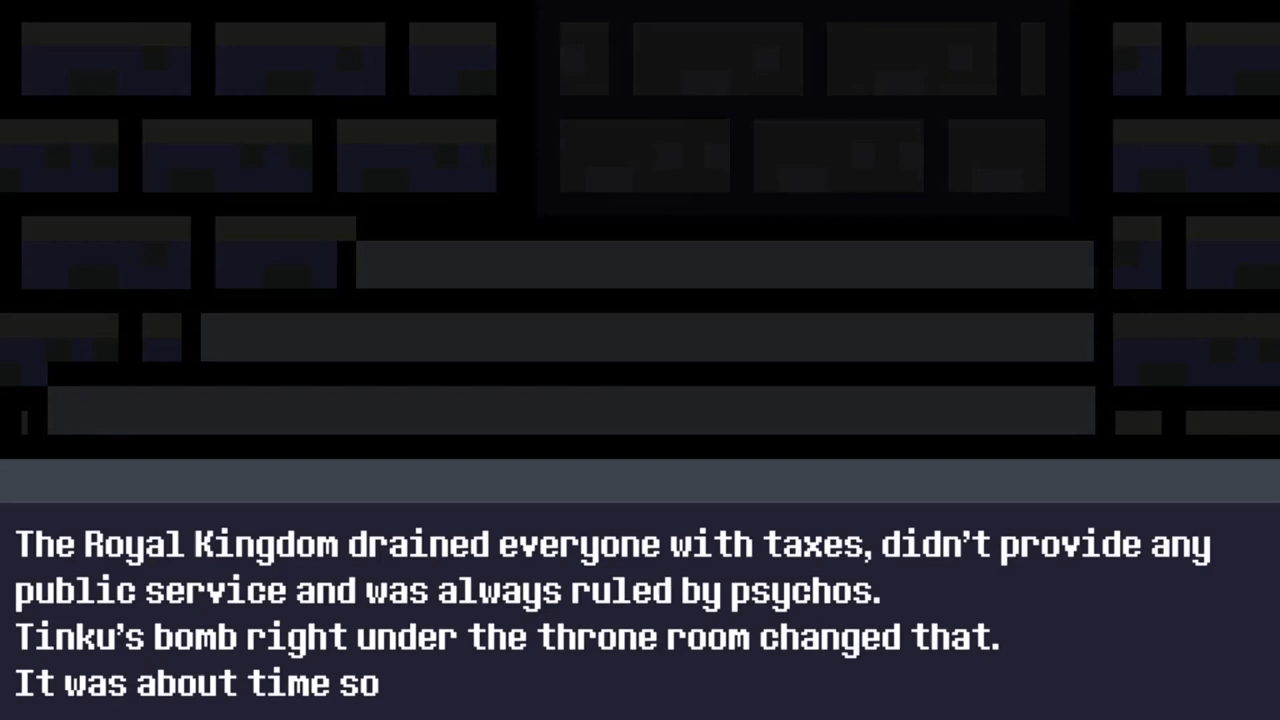 The Royal Kingdom drained everyone with taxes, didn't provide any
public service and was always ruled by psychos.
Tinku's bomb right under the throne room changed that.
It was about time so